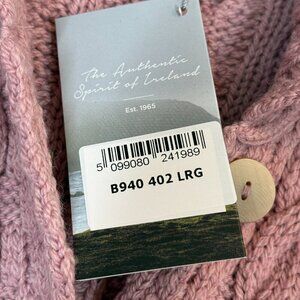 The Authentic
Spirit of Ireland
Est. 1965
5 099080 241989
B940 402 LRG